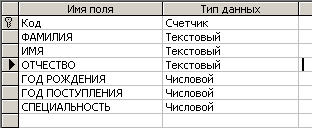 Имя поля Тип данных
Код Счетчик
ФАМИЛИЯ Текстовый
ИМЯ Текстовый
ОТЧЕСТВО Текстовый
ГОД РОЖДЕНИЯ Числовой
ГОД ПОСТУПЛЕНИЯ Числовой
СПЕЦИАЛЬНОСТЬ Числовой